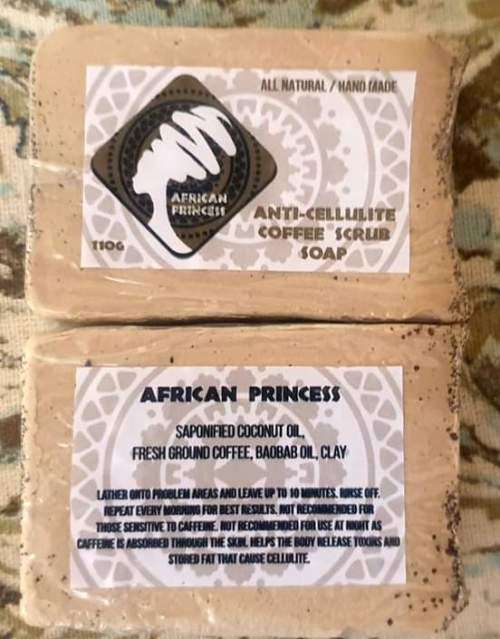 ALL NATURAL / HAND MADE
AFRICAN
PRINCESS
ANTI-CELLULITE
COFFEE SCRUB
SOAP
110G
AFRICAN PRINCESS
SAPONIFIED COCONUT OIL,
FRESH GROUND COFFEE, BAOBAB OIL, CLAY
LATHER ONTO PROBLEM AREAS AND LEAVE UP TO 10 MINUTES. RINSE OFF.
REPEAT EVERY MORNING FOR BEST RESULTS. NOT RECOMMENDED FOR
THOSE SENSITIVE TO CAFFEINE. NOT RECOMMENDED FOR USE AT NIGHT AS
CAFFEINE IS ABSORBED THROUGH THE SKIN. HELPS THE BODY RELEASE TOXINS AND
STORED FAT THAT CAUSE CELLULITE.